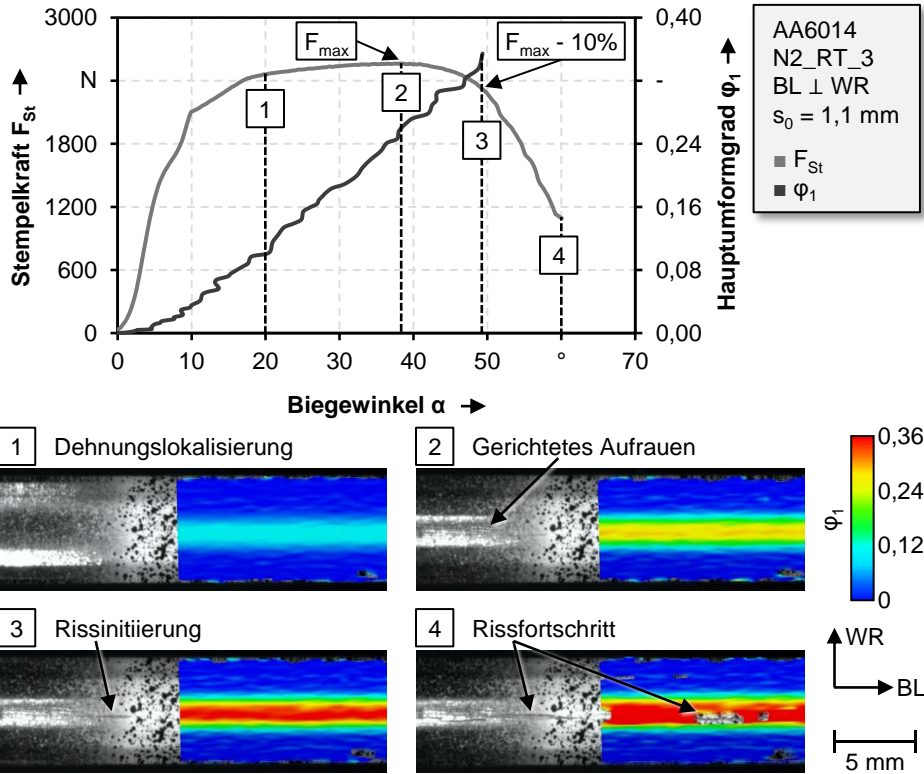 3000
N
1800
1200
600
0
Stempelkraft F_St
0 10 20 30 40 50 ° 70
Biegewinkel α
0,40
-
0,24
0,16
0,08
0,00
Hauptumformgrad φ₁
F_max
F_max - 10%
1
2
3
4
AA6014
N2_RT_3
BL ⊥ WR
s₀ = 1,1 mm
F_St
φ₁
1 Dehnungslokalisierung
2 Gerichtetes Aufrauen
3 Rissinitiierung
4 Rissfortschritt
0,36
0,24
0,12
0
φ₁
WR
BL
5 mm